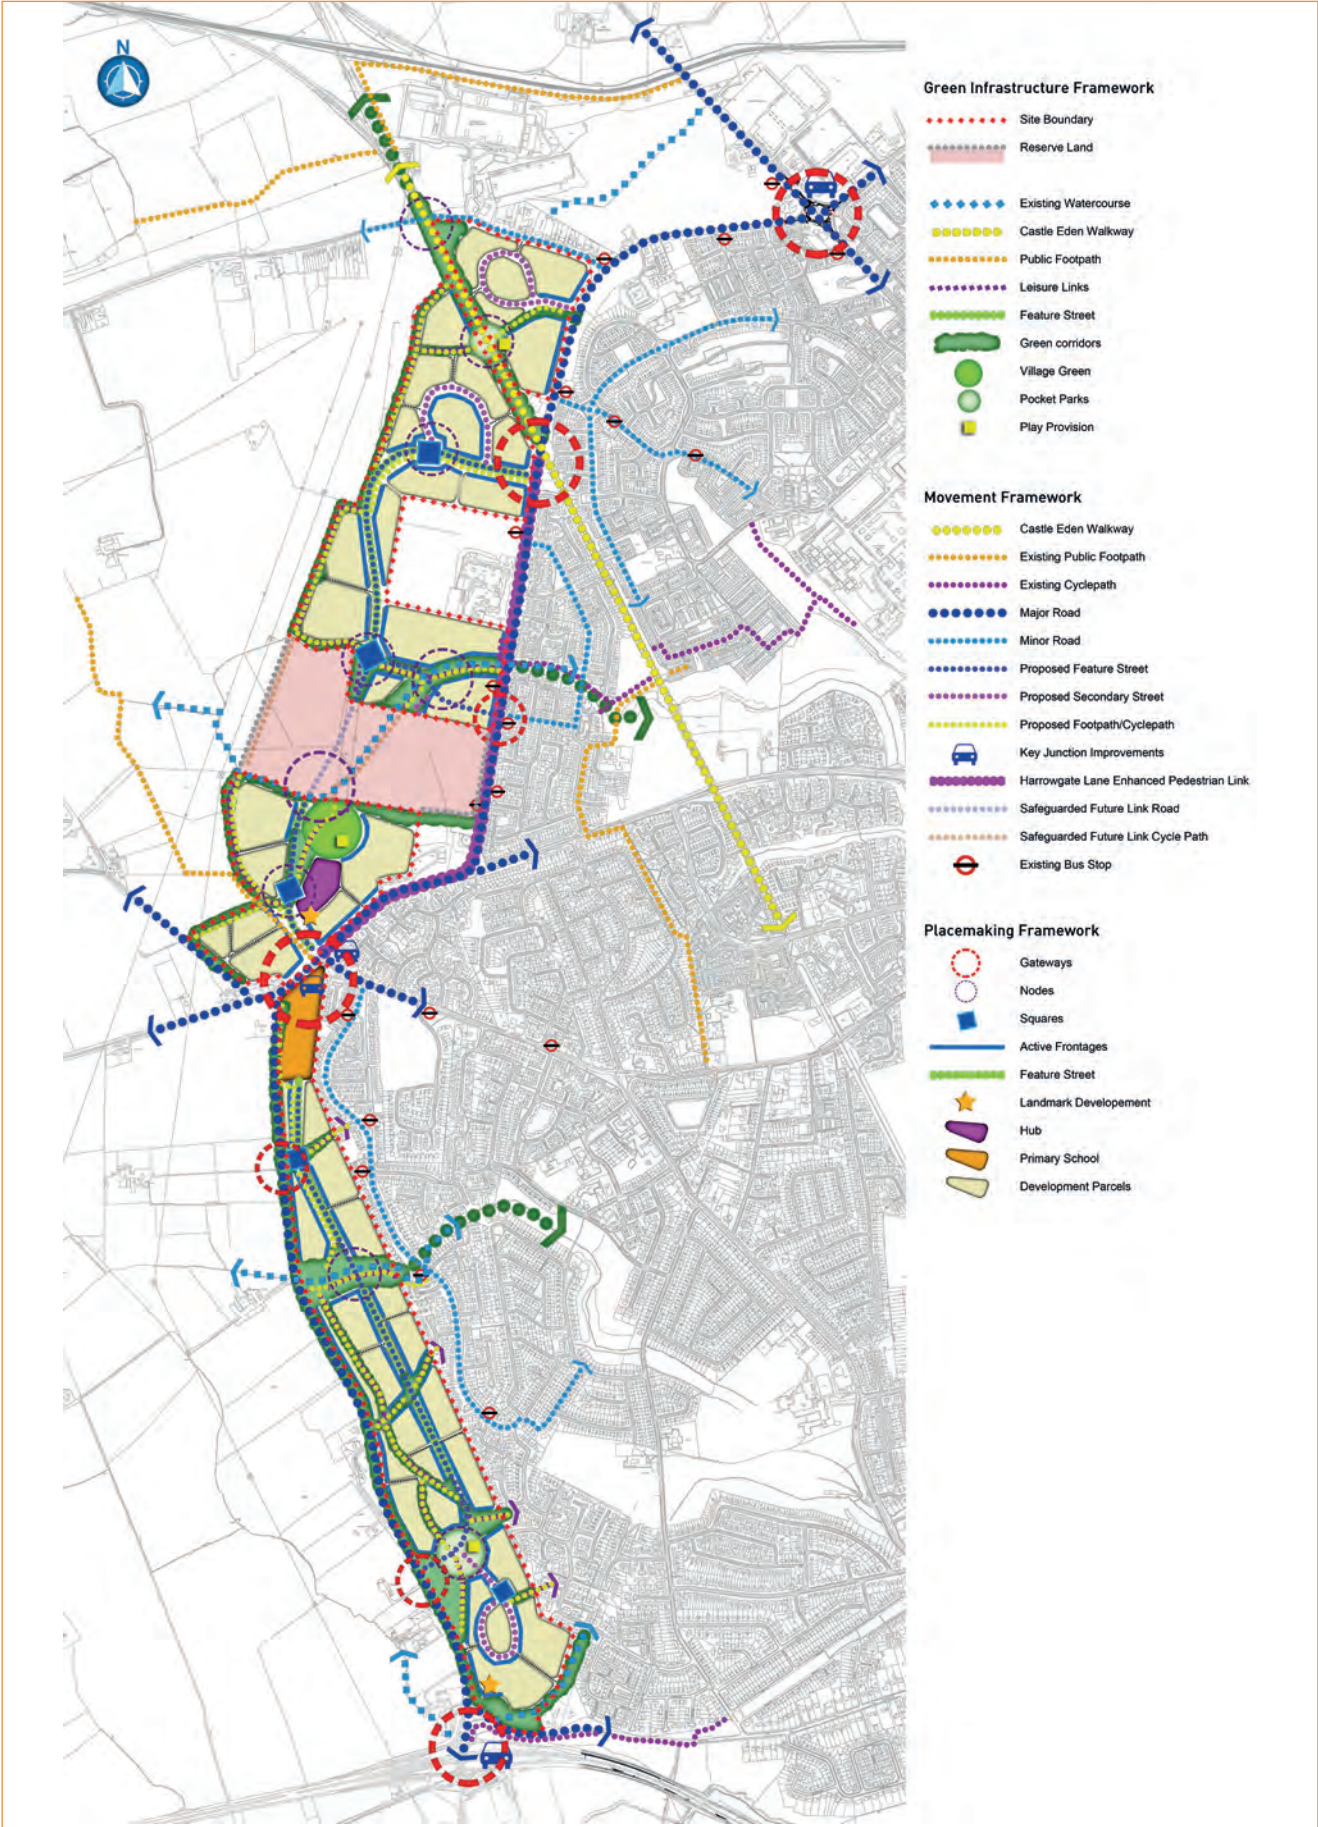 N
Green Infrastructure Framework
Site Boundary
Reserve Land
Existing Watercourse
Castle Eden Walkway
Public Footpath
Leisure Links
Feature Street
Green corridors
Village Green
Pocket Parks
Play Provision
Movement Framework
Castle Eden Walkway
Existing Public Footpath
Existing Cyclepath
Major Road
Minor Road
Proposed Feature Street
Proposed Secondary Street
Proposed Footpath/Cyclepath
Key Junction Improvements
Harrowgate Lane Enhanced Pedestrian Link
Safeguarded Future Link Road
Safeguarded Future Link Cycle Path
Existing Bus Stop
Placemaking Framework
Gateways
Nodes
Squares
Active Frontages
Feature Street
Landmark Developement
Hub
Primary School
Development Parcels